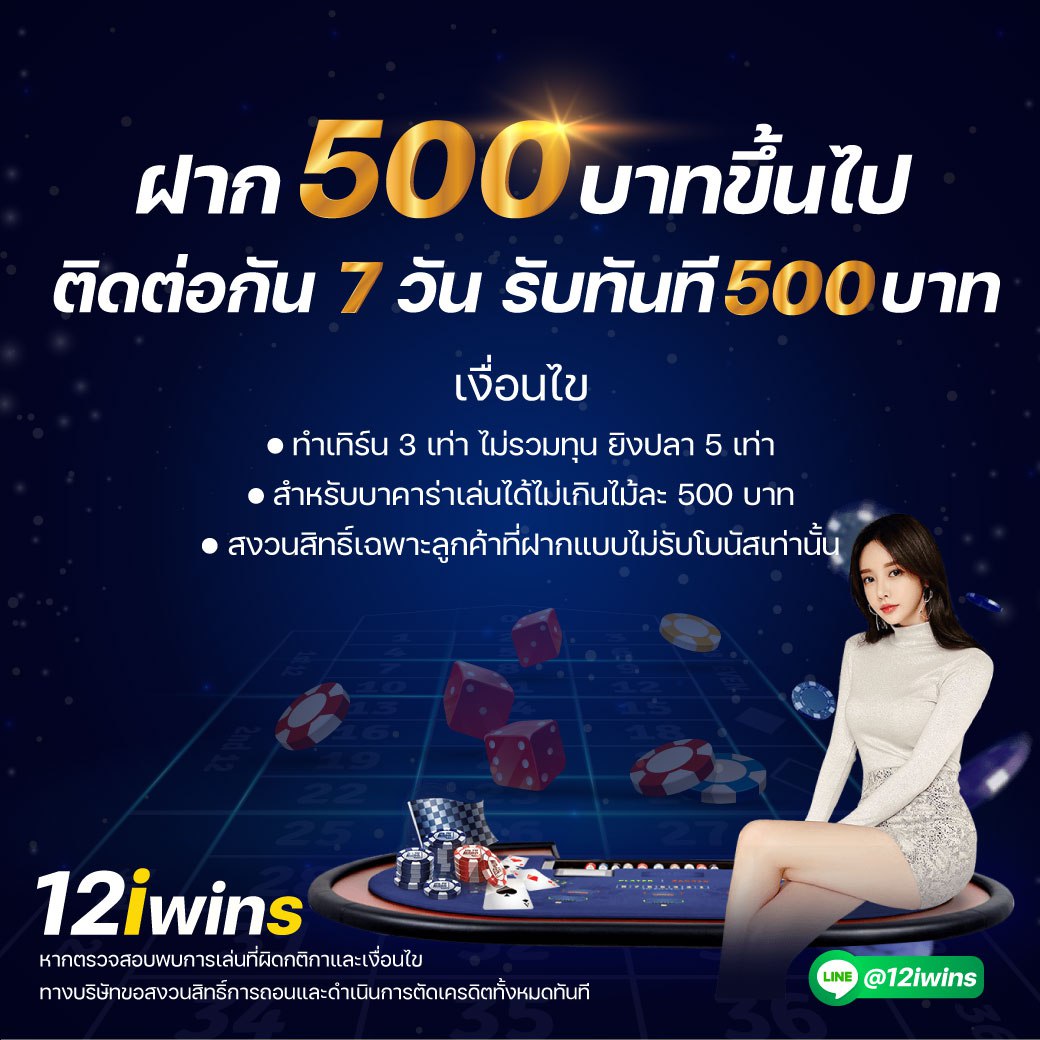 ฝาก 500 บาทขึ้นไป
ติดต่อกัน 7 วัน รับทันที 500 บาท
เงื่อนไข
● ทำเทิร์น 3 เท่า ไม่รวมทุน ยิงปลา 5 เท่า
● สำหรับบาคาร่าเล่นได้ไม่เกินไม้ละ 500 บาท
● สงวนสิทธิ์เฉพาะลูกค้าที่ฝากแบบไม่รับโบนัสเท่านั้น
12iwins
หากตรวจสอบพบการเล่นที่ผิดกติกาและเงื่อนไข
ทางบริษัทขอสงวนสิทธิ์การถอนและดำเนินการตัดเครดิตทั้งหมดทันที
LINE @12iwins